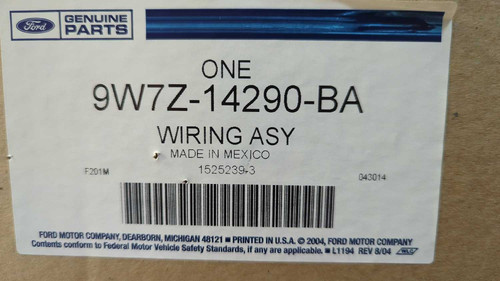 Ford GENUINE PARTS
ONE
9W7Z-14290-BA
WIRING ASY
MADE IN MEXICO
F201M 1525239-3 043014
FORD MOTOR COMPANY, DEARBORN, MICHIGAN 48121 ■ PRINTED IN U.S.A. © 2004, FORD MOTOR COMPANY
Contents conform to Federal Motor Vehicle Safety Standards, if any are applicable. ■ L1194 REV 8/04